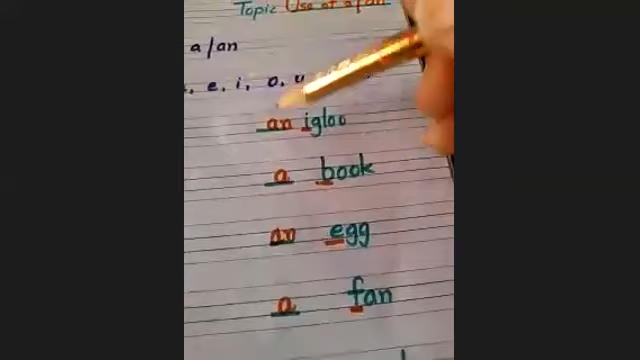 Topic Use of a/an
a/an
e, i, o, u
an igloo
a book
an egg
a fan